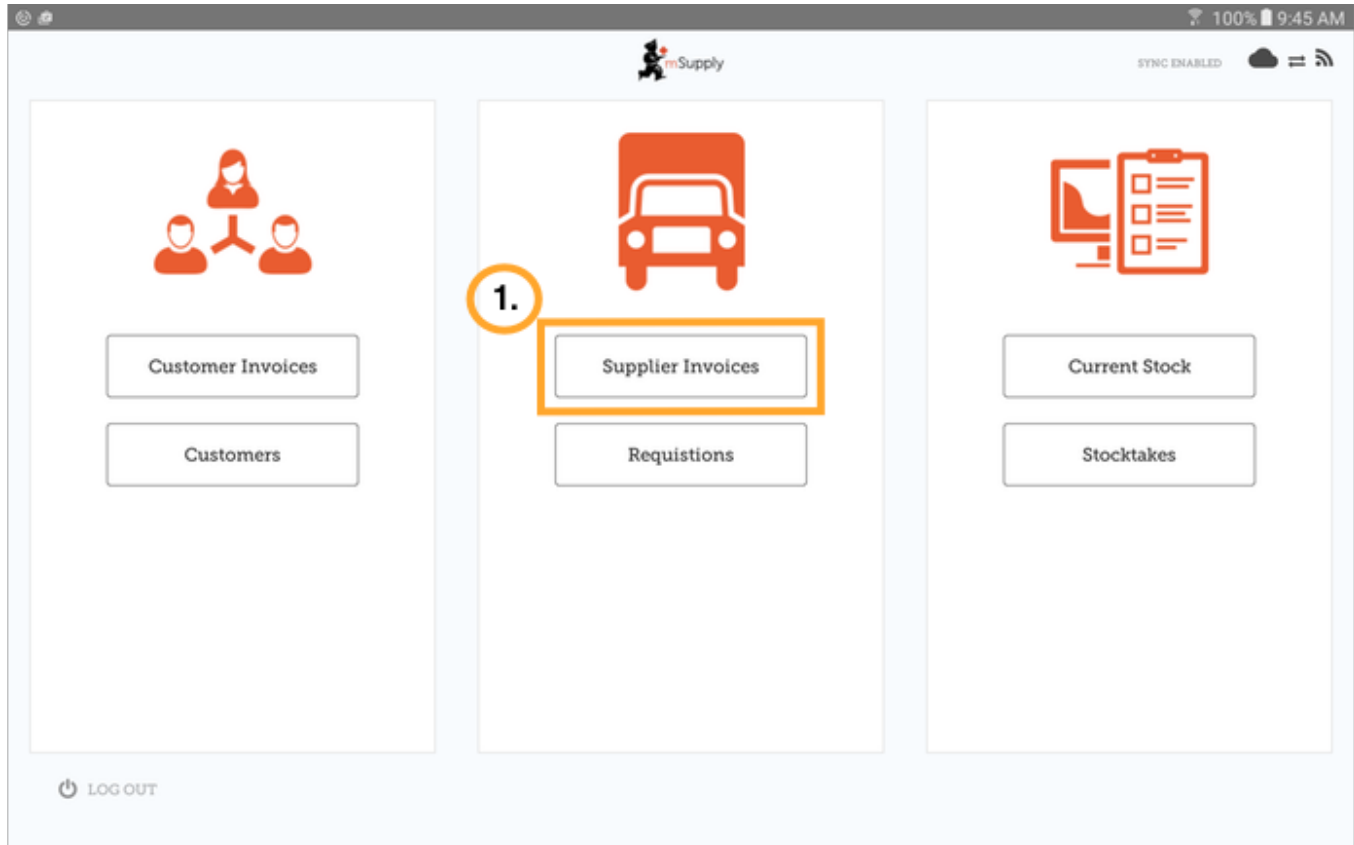 100% 9:45 AM
mSupply
SYNC ENABLED
1.
Customer Invoices
Supplier Invoices
Current Stock
Customers
Requistions
Stocktakes
LOG OUT